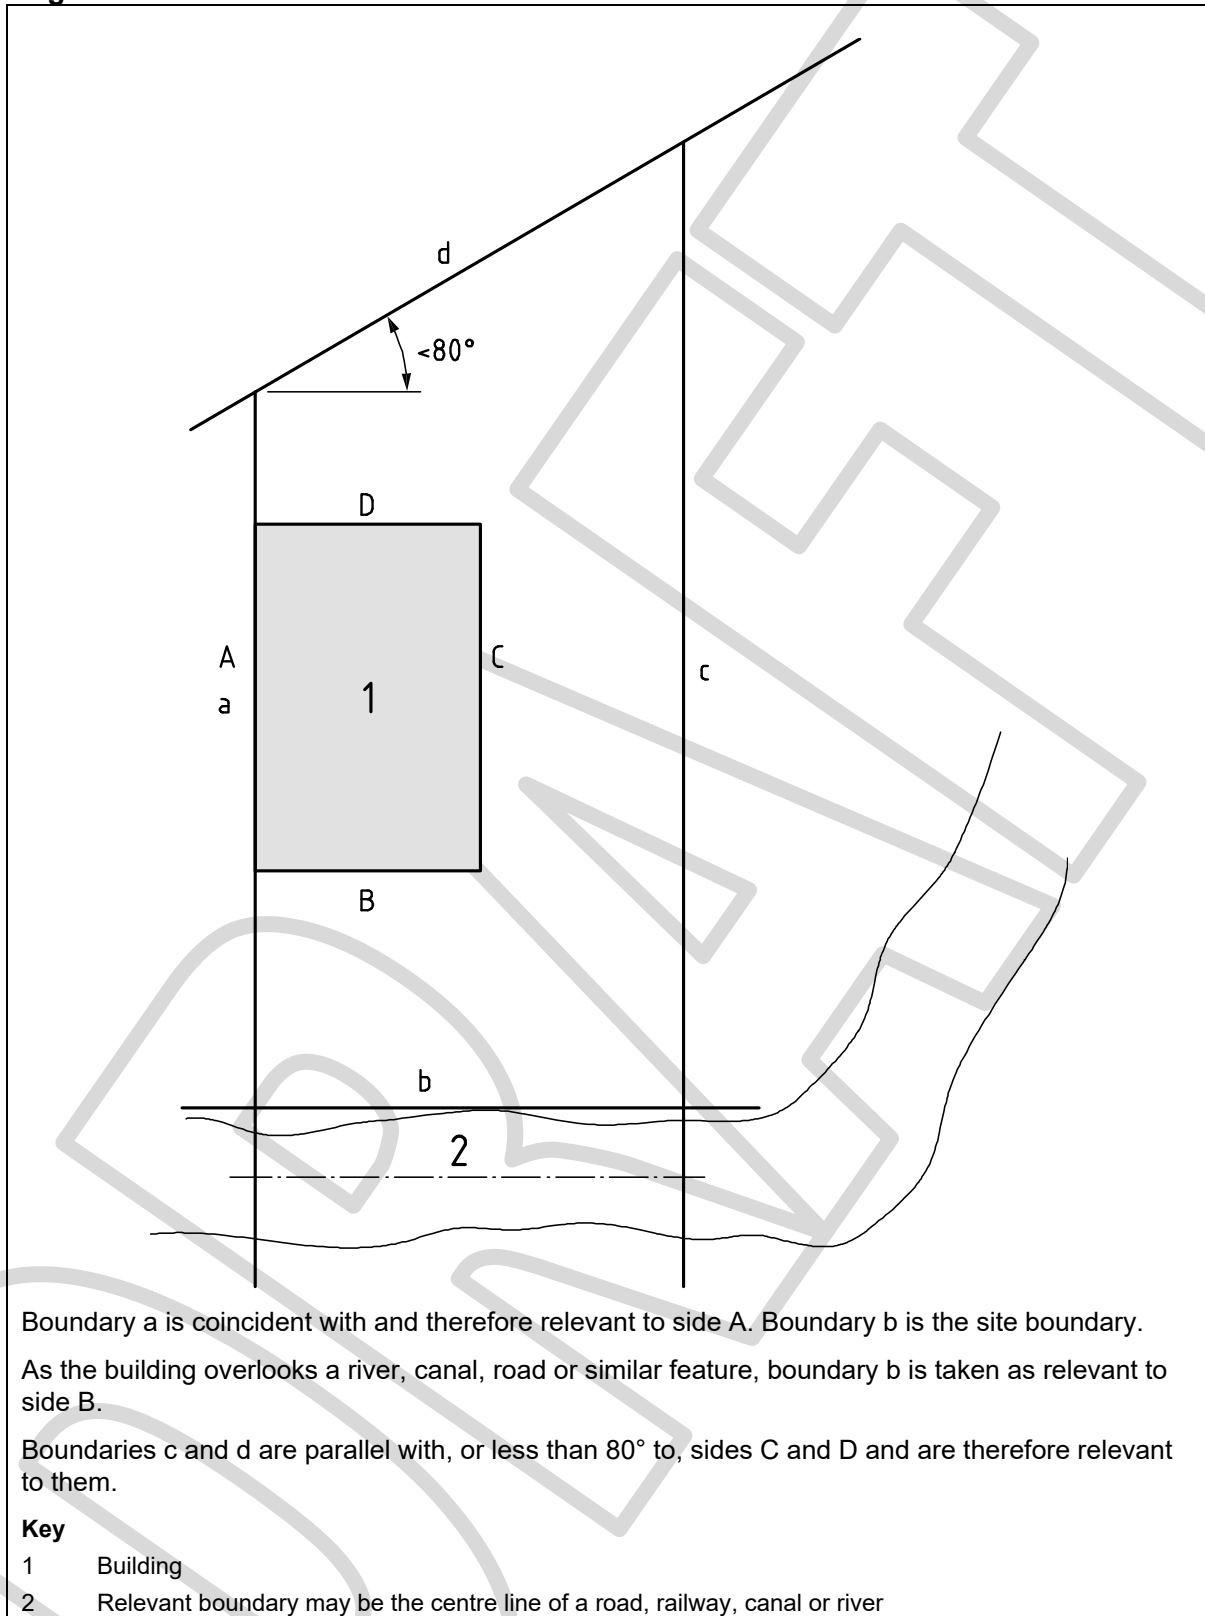 d
<80°
D
A
C
c
a
1
B
b
2
Boundary a is coincident with and therefore relevant to side A. Boundary b is the site boundary.
As the building overlooks a river, canal, road or similar feature, boundary b is taken as relevant to
side B.
Boundaries c and d are parallel with, or less than 80° to, sides C and D and are therefore relevant
to them.
Key
1 Building
2 Relevant boundary may be the centre line of a road, railway, canal or river